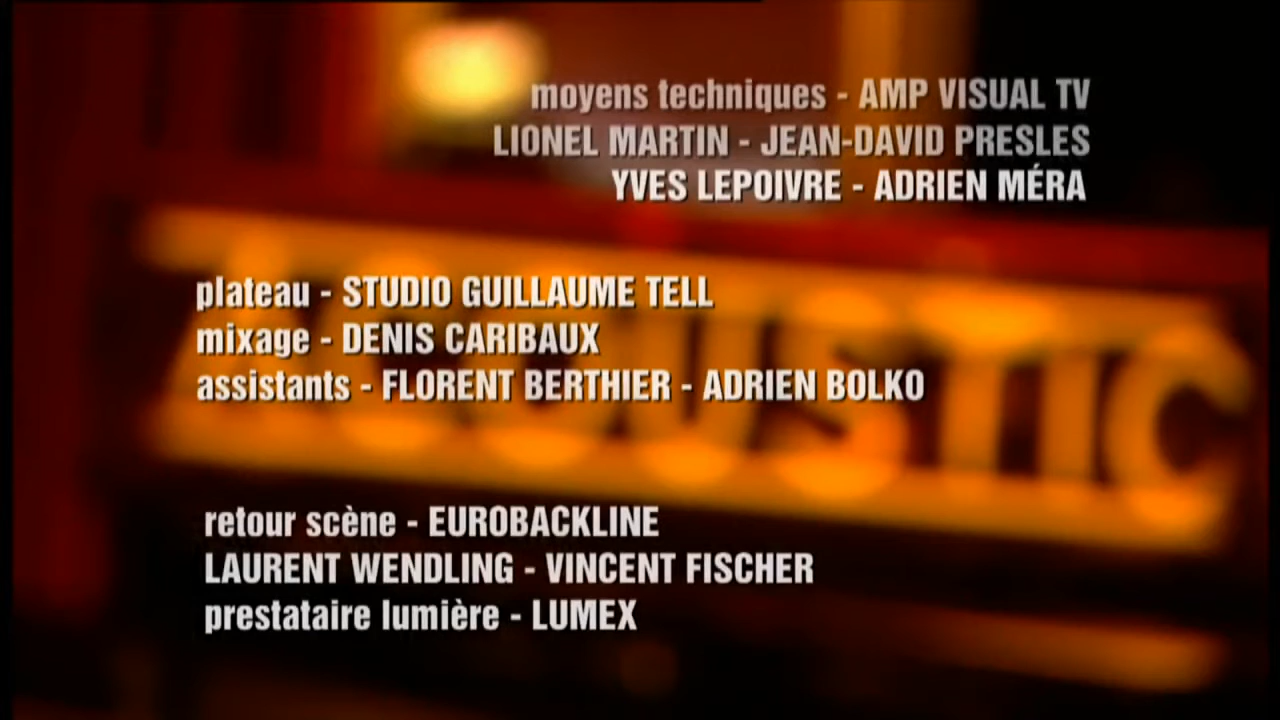 moyens techniques - AMP VISUAL TV
LIONEL MARTIN - JEAN-DAVID PRESLES
YVES LEPOIVRE - ADRIEN MÉRA
plateau - STUDIO GUILLAUME TELL
mixage - DENIS CARIBAUX
assistants - FLORENT BERTHIER - ADRIEN BOLKO
ACOUSTIC
retour scène - EUROBACKLINE
LAURENT WENDLING - VINCENT FISCHER
prestataire lumière - LUMEX